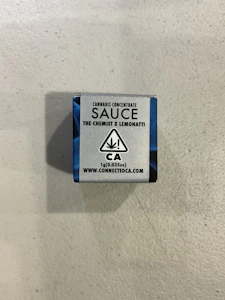 CANNABIS CONCENTRATE
SAUCE
THE CHEMIST X LEMONATTI
CA
1g(0.035oz)
WWW.CONNECTEDCA.COM